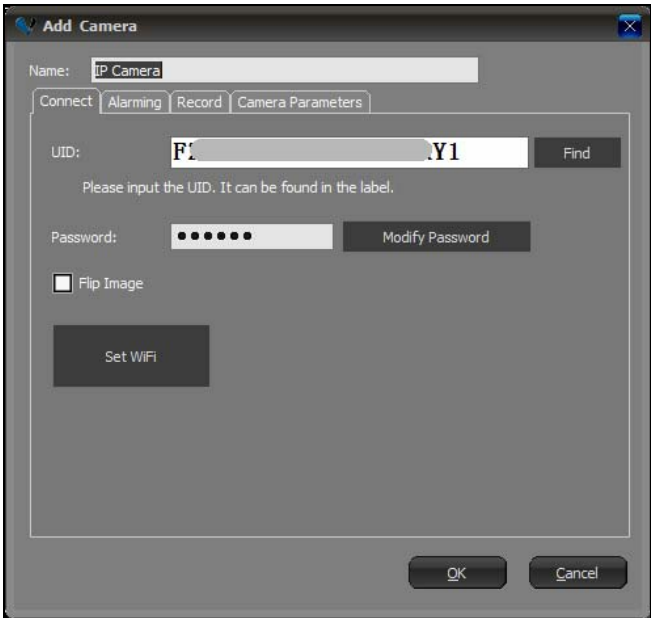 Add Camera
Name: IP Camera
Connect Alarming Record Camera Parameters
UID: F Y1 Find
Please input the UID. It can be found in the label.
Password: ●●●●●● Modify Password
Flip Image
Set WiFi
OK Cancel